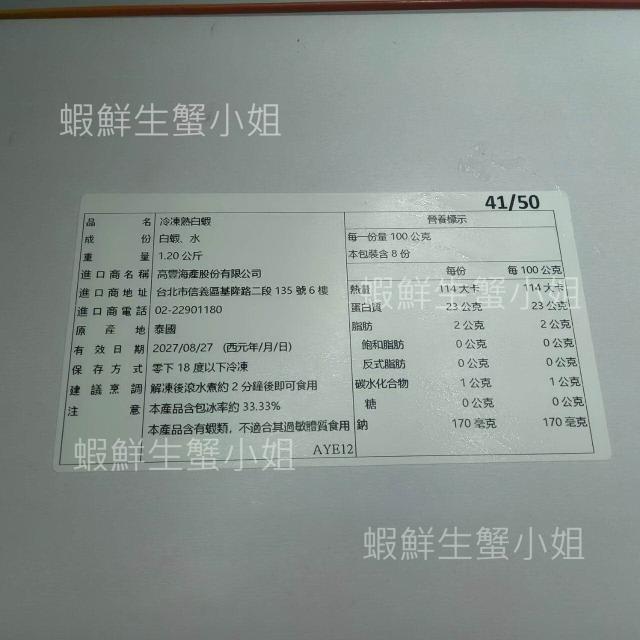 蝦鮮生蟹小姐
41/50
品名 冷凍熟白蝦
成份 白蝦、水
重量 1.20 公斤
進口商名稱 高豐海產股份有限公司
進口商地址 台北市信義區基隆路二段 135 號 6 樓
進口商電話 02-22901180
原產地 泰國
有效日期 2027/08/27 (西元年/月/日)
保存方式 零下 18 度以下冷凍
建議烹調 解凍後滾水煮約 2 分鐘後即可食用
注意 本產品含包冰率約 33.33%
本產品含有蝦類，不適合其過敏體質食用
AYE12
營養標示
每一份量 100 公克
本包裝含 8 份
每份 每 100 公克
熱量 114 大卡 114 大卡
蛋白質 23 公克 23 公克
脂肪 2 公克 2 公克
飽和脂肪 0 公克 0 公克
反式脂肪 0 公克 0 公克
碳水化合物 1 公克 1 公克
糖 0 公克 0 公克
鈉 170 毫克 170 毫克
蝦鮮生蟹小姐
蝦鮮生蟹小姐
蝦鮮生蟹小姐